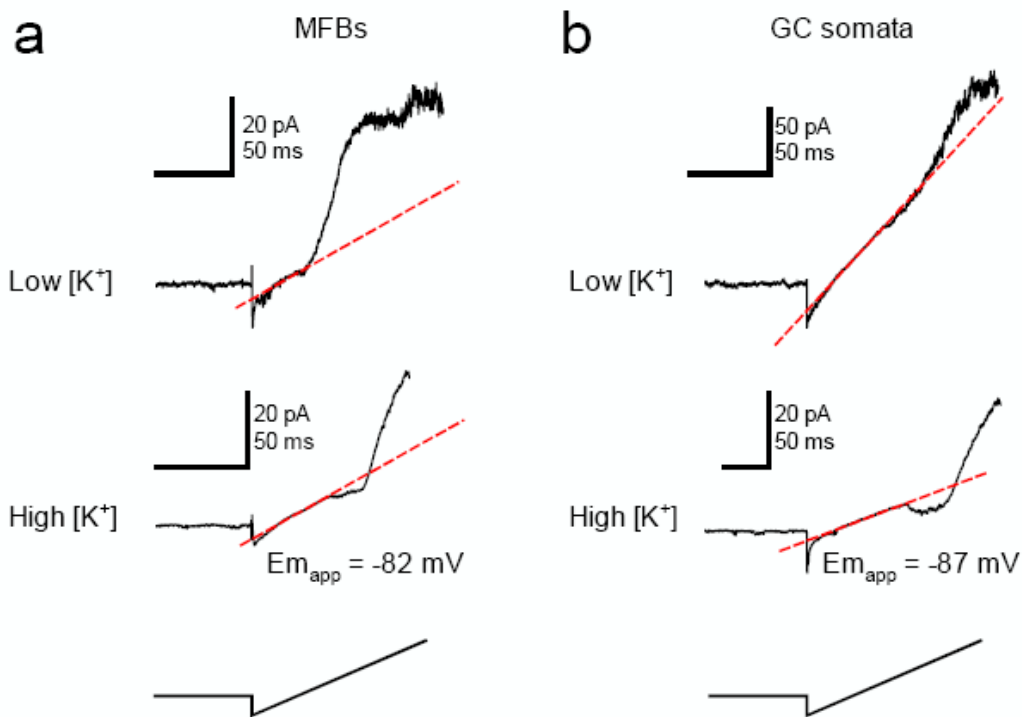 a
MFBs
b
GC somata
20 pA
50 ms
50 pA
50 ms
Low [K⁺]
Low [K⁺]
20 pA
50 ms
20 pA
50 ms
High [K⁺]
High [K⁺]
Emₐₚₚ = -82 mV
Emₐₚₚ = -87 mV